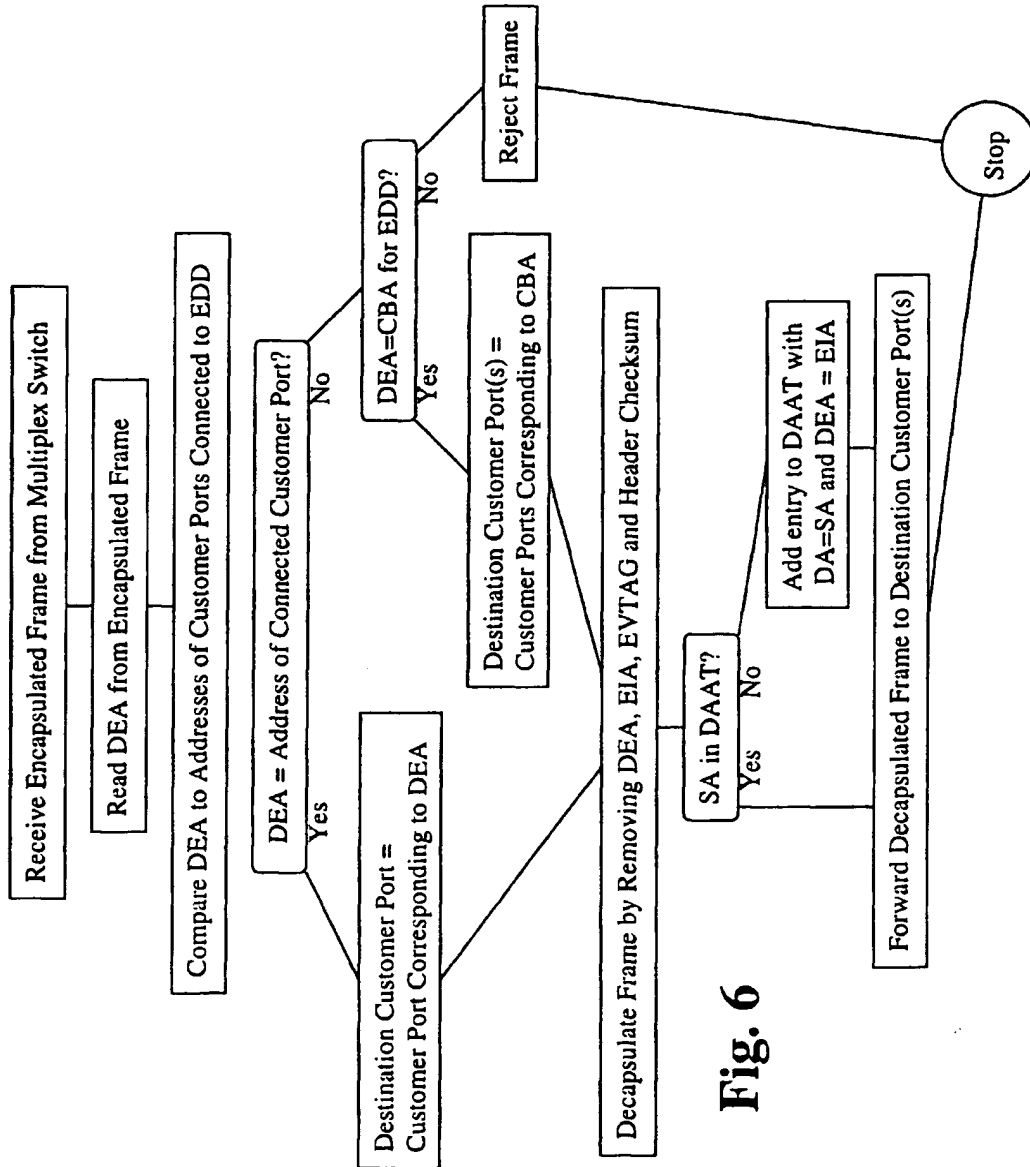 Receive Encapsulated Frame from Multiplex Switch
Read DEA from Encapsulated Frame
Compare DEA to Addresses of Customer Ports Connected to EDD
DEA = Address of Connected Customer Port?
Yes
No
Destination Customer Port =
Customer Port Corresponding to DEA
DEA=CBA for EDD?
Yes
No
Destination Customer Port(s) =
Customer Ports Corresponding to CBA
Reject Frame
Decapsulate Frame by Removing DEA, EIA, EVTAG and Header Checksum
SA in DAAT?
Yes
No
Add entry to DAAT with
DA=SA and DEA = EIA
Forward Decapsulated Frame to Destination Customer Port(s)
Stop
Fig. 6